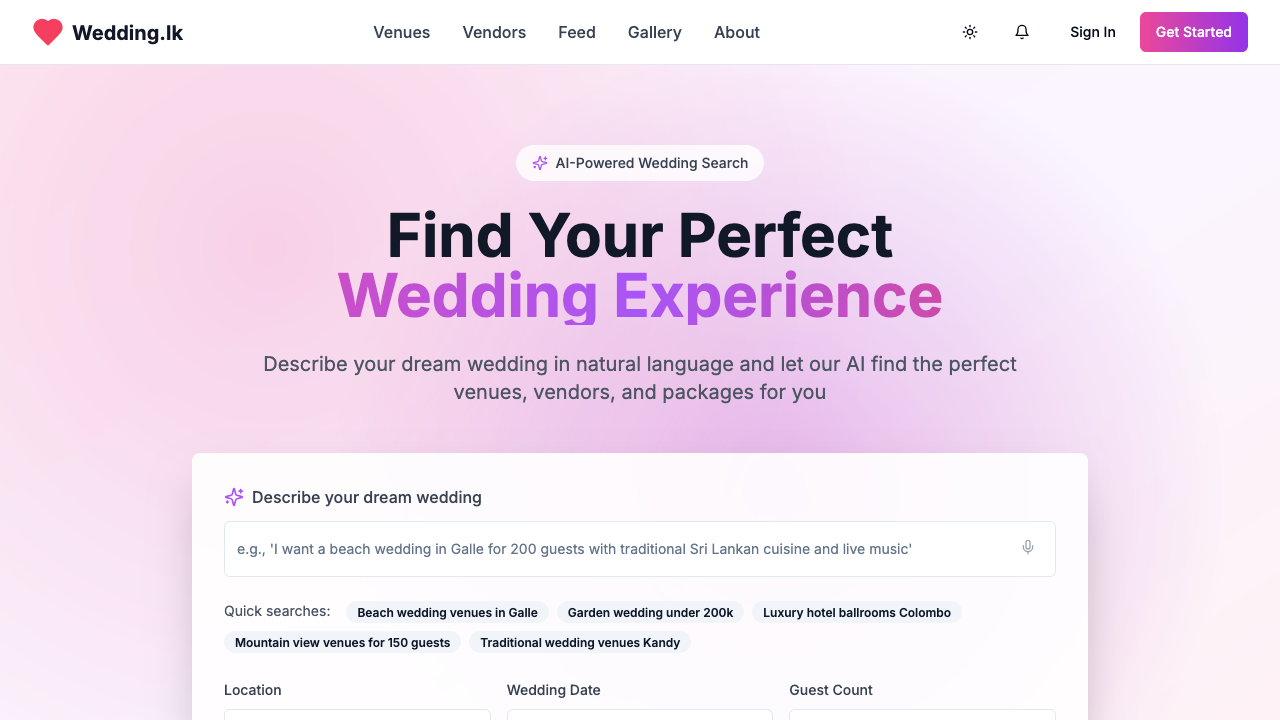 Wedding.lk
Venues Vendors Feed Gallery About
Sign In
Get Started
AI-Powered Wedding Search
Find Your Perfect
Wedding Experience
Describe your dream wedding in natural language and let our AI find the perfect
venues, vendors, and packages for you
Describe your dream wedding
e.g., 'I want a beach wedding in Galle for 200 guests with traditional Sri Lankan cuisine and live music'
Quick searches: Beach wedding venues in Galle Garden wedding under 200k Luxury hotel ballrooms Colombo
Mountain view venues for 150 guests Traditional wedding venues Kandy
Location Wedding Date Guest Count